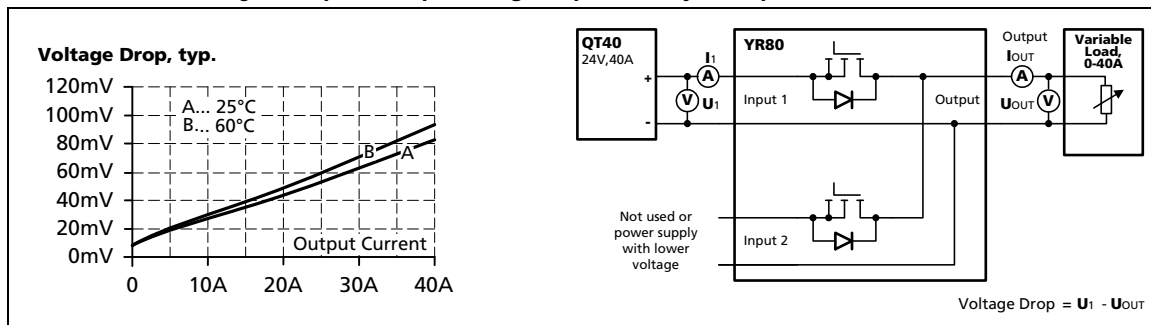 Voltage Drop, typ.
120mV
100mV
80mV
60mV
40mV
20mV
0mV
A... 25°C
B... 60°C
B
A
Output Current
0
10A
20A
30A
40A
QT40
24V,40A
+
-
I1
A
V
U1
YR80
Input 1
Output
Input 2
Not used or
power supply
with lower
voltage
Output
IOUT
A
UOUT
V
Variable
Load,
0-40A
Voltage Drop = U1 - UOUT